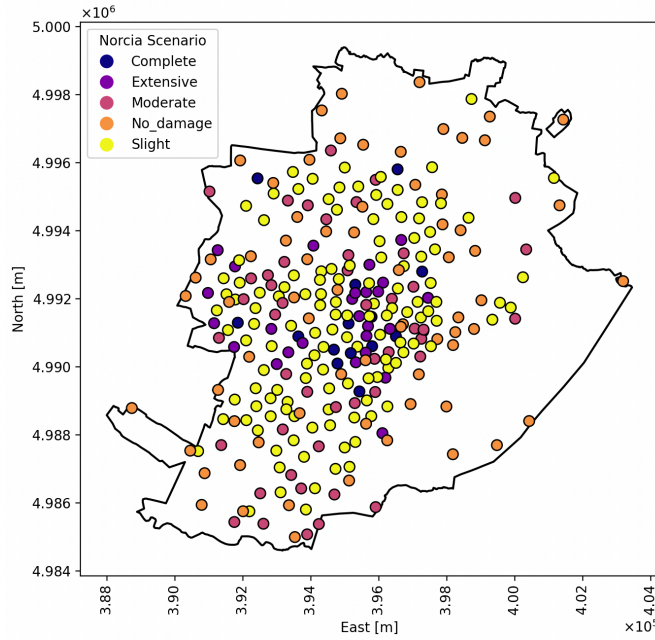 ×10⁶
5.000
4.998
4.996
4.994
4.992
4.990
4.988
4.986
4.984
North [m]
Norcia Scenario
Complete
Extensive
Moderate
No_damage
Slight
3.88
3.90
3.92
3.94
3.96
3.98
4.00
4.02
4.04
East [m]
×10⁵